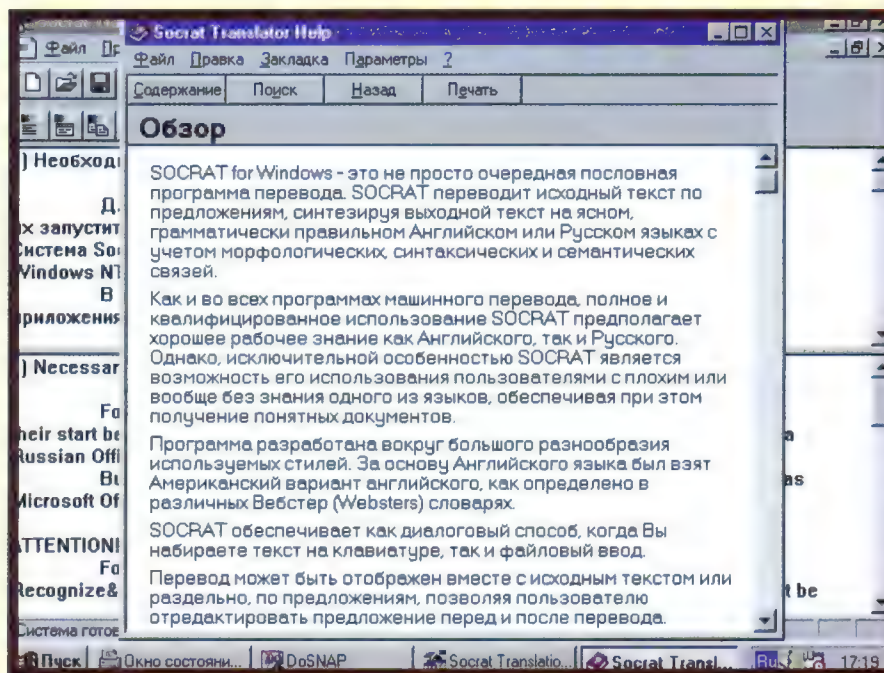 Socrat Translator Help
Файл Правка Закладка Параметры ?
Содержание Поиск Назад Печать
Обзор
SOCRAT for Windows - это не просто очередная пословная
программа перевода. SOCRAT переводит исходный текст по
предложениям, синтезируя выходной текст на ясном,
грамматически правильном Английском или Русском языках с
учетом морфологических, синтаксических и семантических
связей.
Как и во всех программах машинного перевода, полное и
квалифицированное использование SOCRAT предполагает
хорошее рабочее знание как Английского, так и Русского.
Однако, исключительной особенностью SOCRAT является
возможность его использования пользователями с плохим или
вообще без знания одного из языков, обеспечивая при этом
получение понятных документов.
Программа разработана вокруг большого разнообразия
используемых стилей. За основу Английского языка был взят
Американский вариант английского, как определено в
различных Вебстер (Websters) словарях.
SOCRAT обеспечивает как диалоговый способ, когда Вы
набираете текст на клавиатуре, так и файловый ввод.
Перевод может быть отображен вместе с исходным текстом или
раздельно, по предложениям, позволяя пользователю
отредактировать предложение перед и после перевода.
Файл Пр
) Необходи
Д
их запустит
Система So
Windows NT
В
приложения
) Necessar
Fo
heir start be
Russian Offi
Bu
Microsoft Of
ATTENTION
Fo
Recognize&
a
as
t be
Система готов
Пуск Окно состояни... DoSNAP Socrat Translatio... Socrat Transl... Ru 17:19